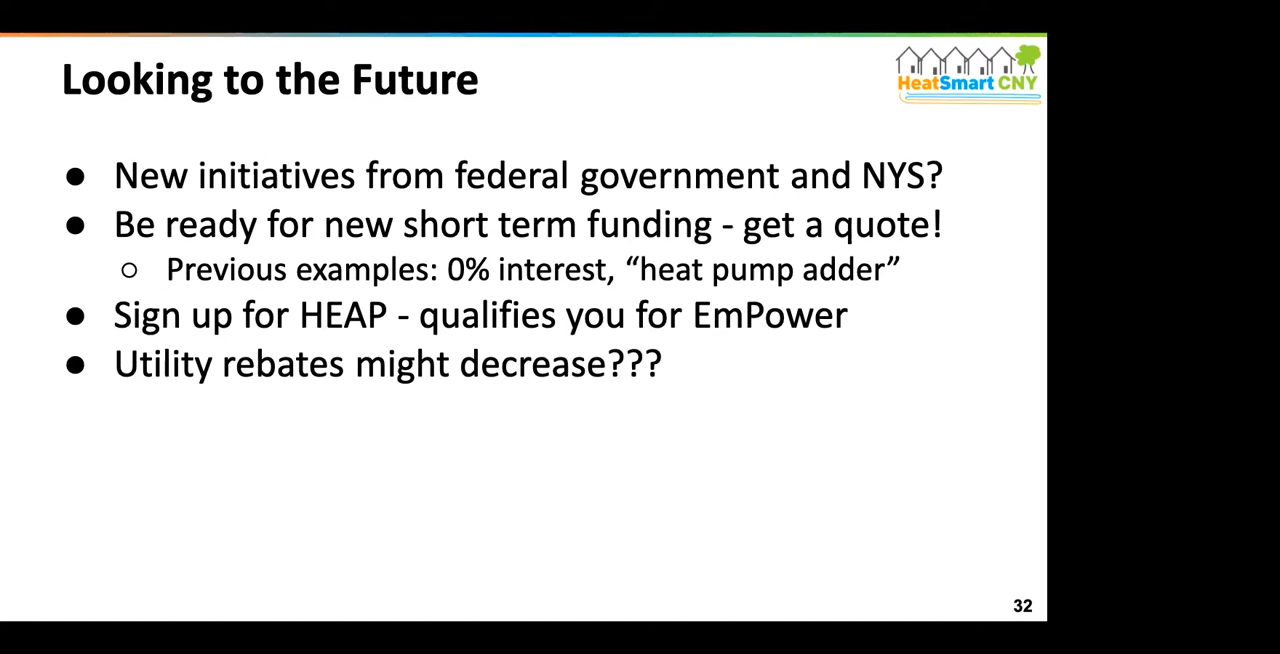 Looking to the Future
HeatSmart CNY
● New initiatives from federal government and NYS?
● Be ready for new short term funding - get a quote!
○ Previous examples: 0% interest, “heat pump adder”
● Sign up for HEAP - qualifies you for EmPower
● Utility rebates might decrease???
32